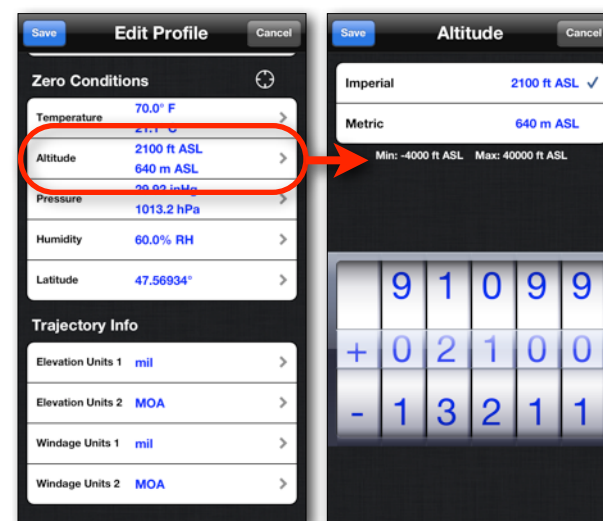 Save Edit Profile Cancel
Zero Conditions
Temperature 70.0° F
21.1° C
Altitude 2100 ft ASL
640 m ASL
Pressure 29.92 inHg
1013.2 hPa
Humidity 60.0% RH
Latitude 47.56934°
Trajectory Info
Elevation Units 1 mil
Elevation Units 2 MOA
Windage Units 1 mil
Windage Units 2 MOA
Save Altitude Cancel
Imperial 2100 ft ASL ✓
Metric 640 m ASL
Min: -4000 ft ASL Max: 40000 ft ASL
9 1 0 9 9
+ 0 2 1 0 0
- 1 3 2 1 1